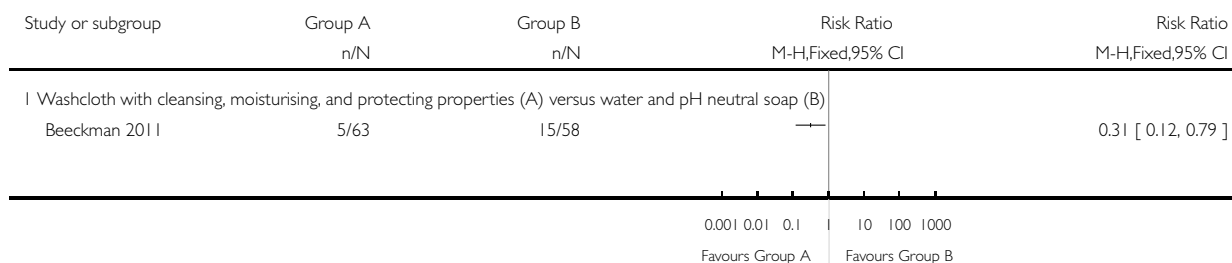 Study or subgroup Group A Group B Risk Ratio Risk Ratio
n/N n/N M-H,Fixed,95% CI M-H,Fixed,95% CI
1 Washcloth with cleansing, moisturising, and protecting properties (A) versus water and pH neutral soap (B)
Beeckman 2011 5/63 15/58 0.31 [ 0.12, 0.79 ]
0.001 0.01 0.1 1 10 100 1000
Favours Group A Favours Group B